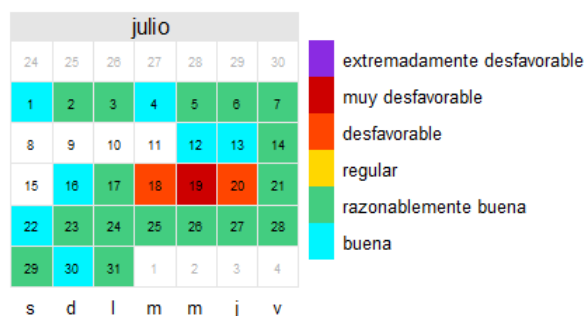 julio
24 25 26 27 28 29 30
1 2 3 4 5 6 7
8 9 10 11 12 13 14
15 16 17 18 19 20 21
22 23 24 25 26 27 28
29 30 31 1 2 3 4
s d l m m j v
extremadamente desfavorable
muy desfavorable
desfavorable
regular
razonablemente buena
buena